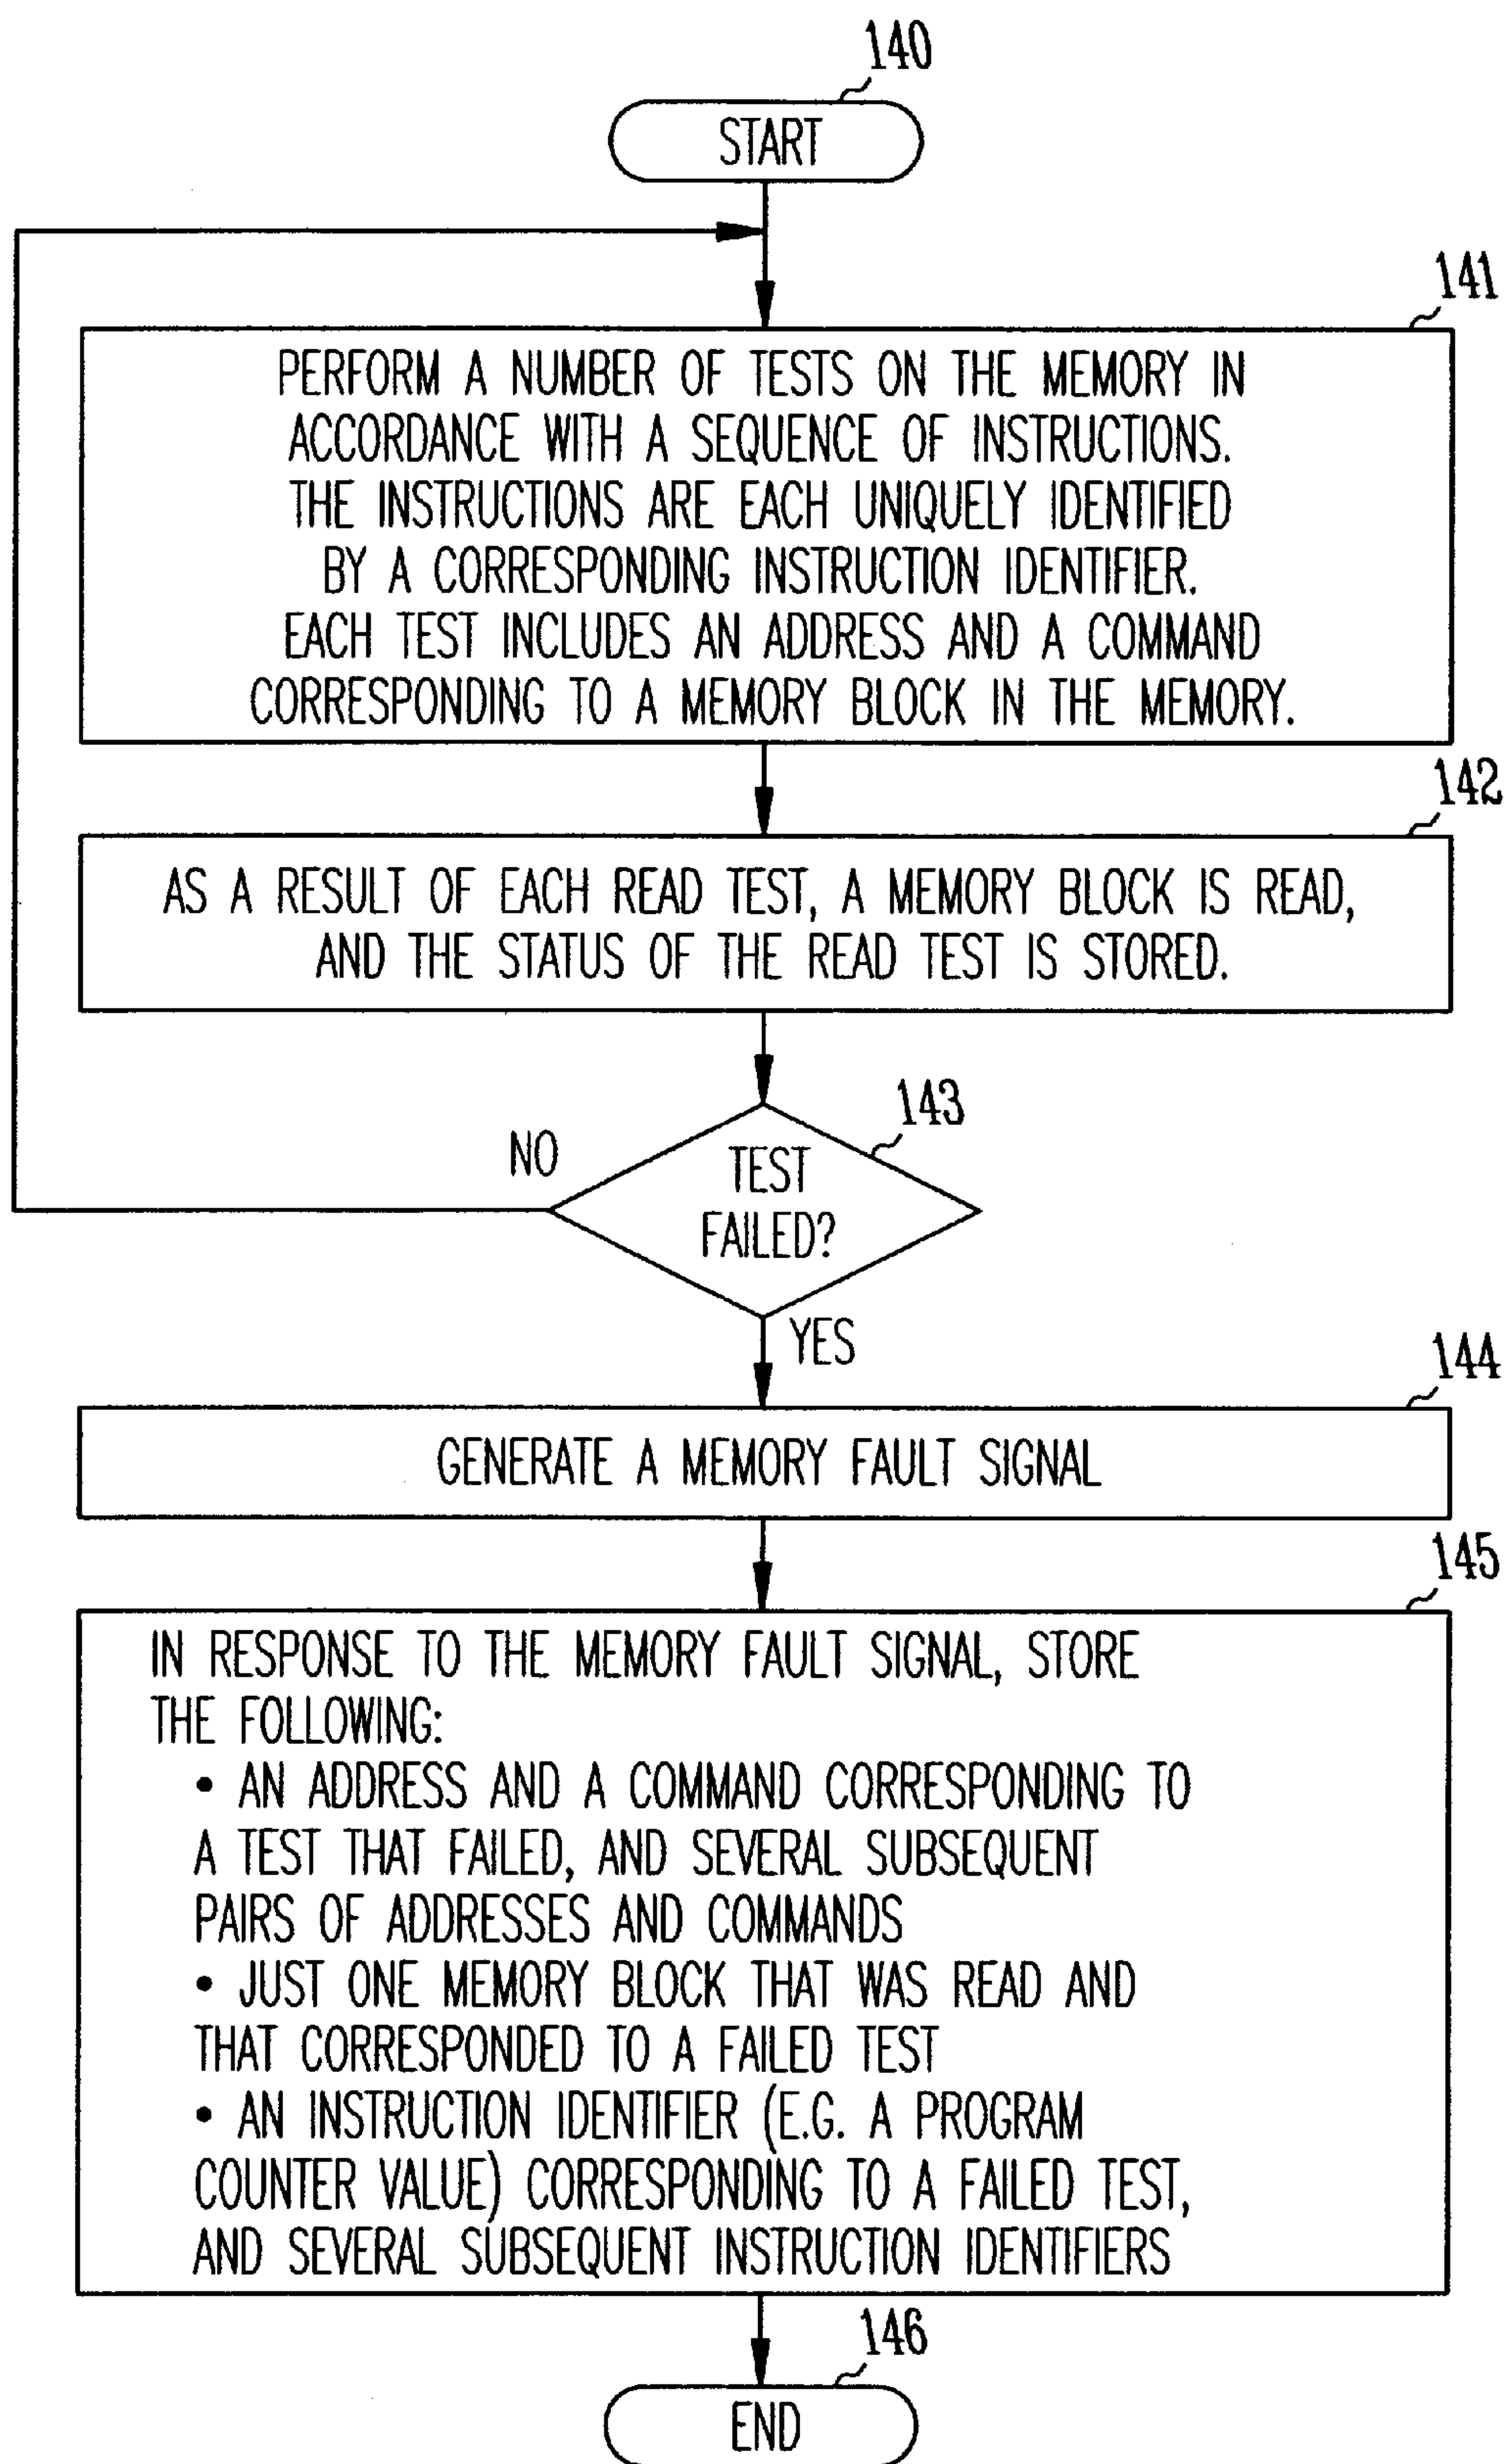 140
START
141
PERFORM A NUMBER OF TESTS ON THE MEMORY IN
ACCORDANCE WITH A SEQUENCE OF INSTRUCTIONS.
THE INSTRUCTIONS ARE EACH UNIQUELY IDENTIFIED
BY A CORRESPONDING INSTRUCTION IDENTIFIER.
EACH TEST INCLUDES AN ADDRESS AND A COMMAND
CORRESPONDING TO A MEMORY BLOCK IN THE MEMORY.
142
AS A RESULT OF EACH READ TEST, A MEMORY BLOCK IS READ,
AND THE STATUS OF THE READ TEST IS STORED.
143
NO
TEST
FAILED?
YES
144
GENERATE A MEMORY FAULT SIGNAL
145
IN RESPONSE TO THE MEMORY FAULT SIGNAL, STORE
THE FOLLOWING:
• AN ADDRESS AND A COMMAND CORRESPONDING TO
A TEST THAT FAILED, AND SEVERAL SUBSEQUENT
PAIRS OF ADDRESSES AND COMMANDS
• JUST ONE MEMORY BLOCK THAT WAS READ AND
THAT CORRESPONDED TO A FAILED TEST
• AN INSTRUCTION IDENTIFIER (E.G. A PROGRAM
COUNTER VALUE) CORRESPONDING TO A FAILED TEST,
AND SEVERAL SUBSEQUENT INSTRUCTION IDENTIFIERS
146
END